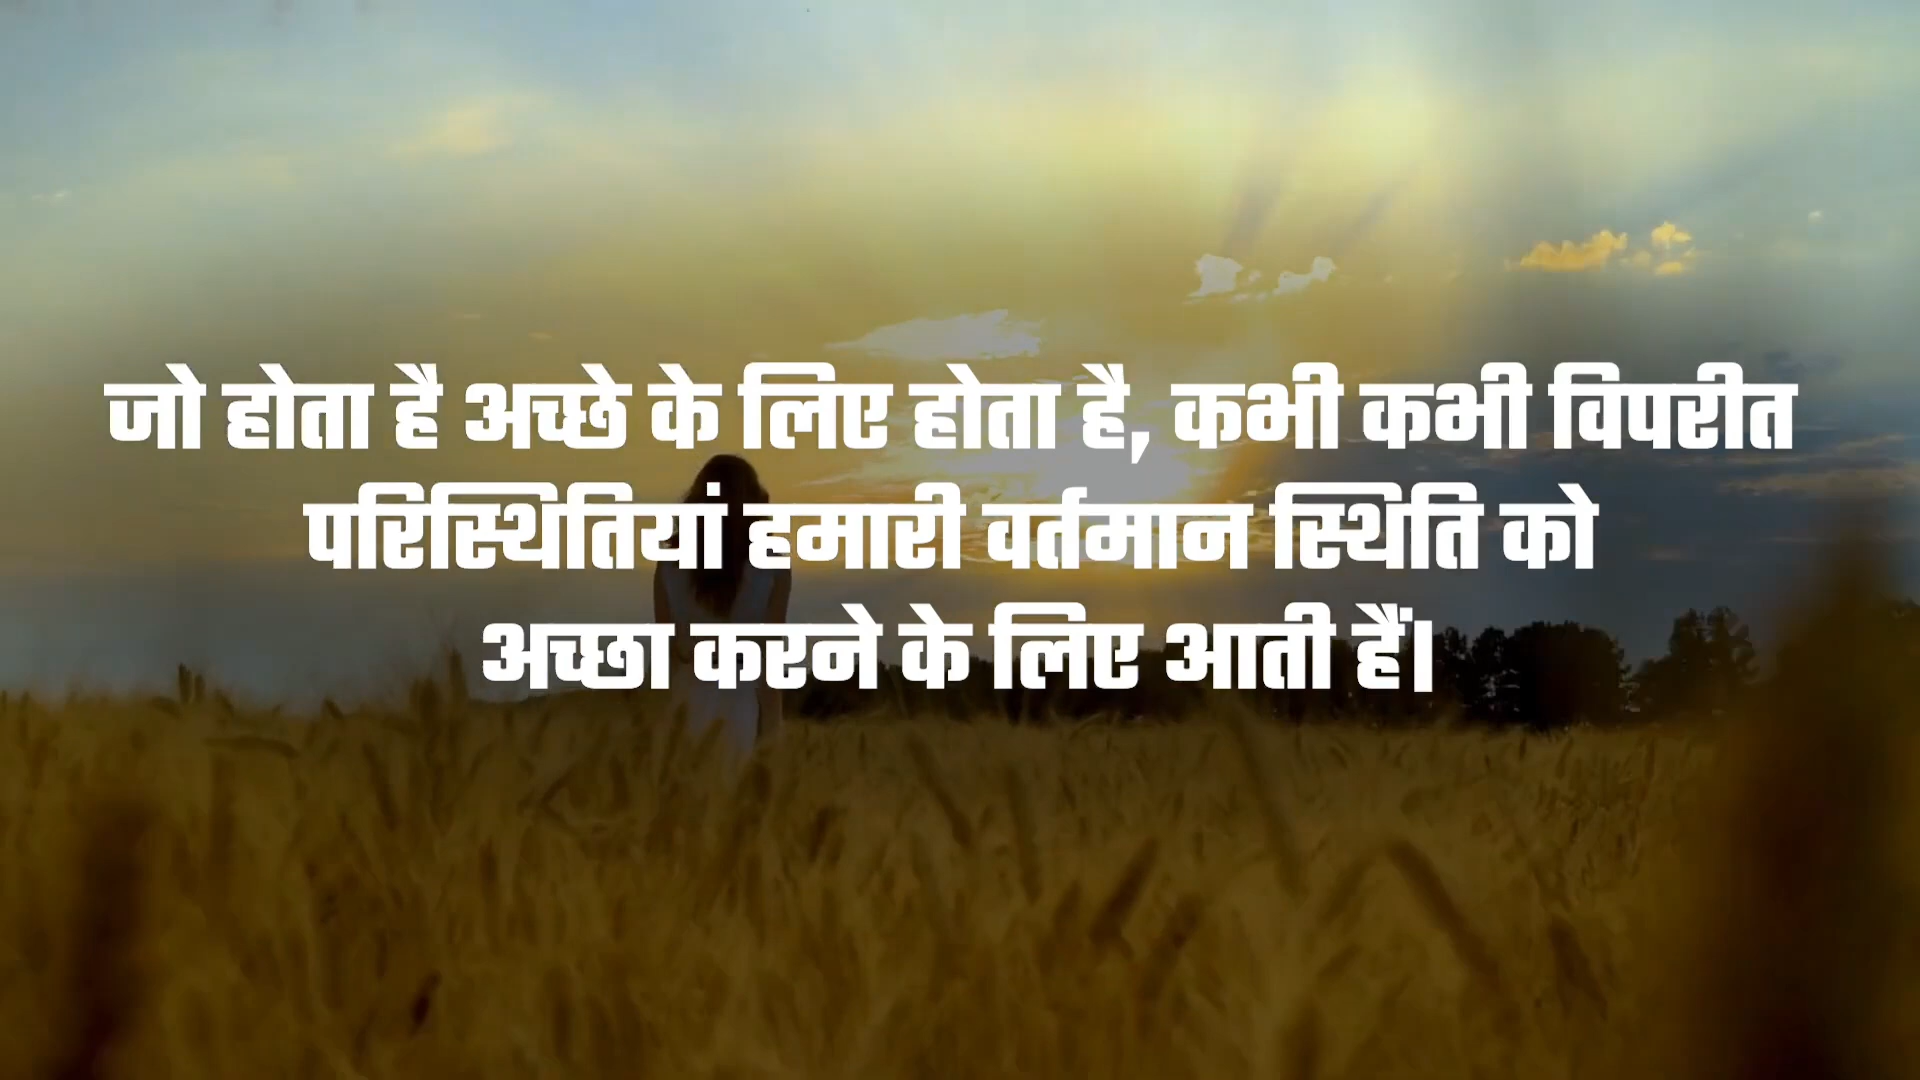 जो होता है अच्छे के लिए होता है, कभी कभी विपरीत
परिस्थितियां हमारी वर्तमान स्थिति को
अच्छा करने के लिए आती हैं।